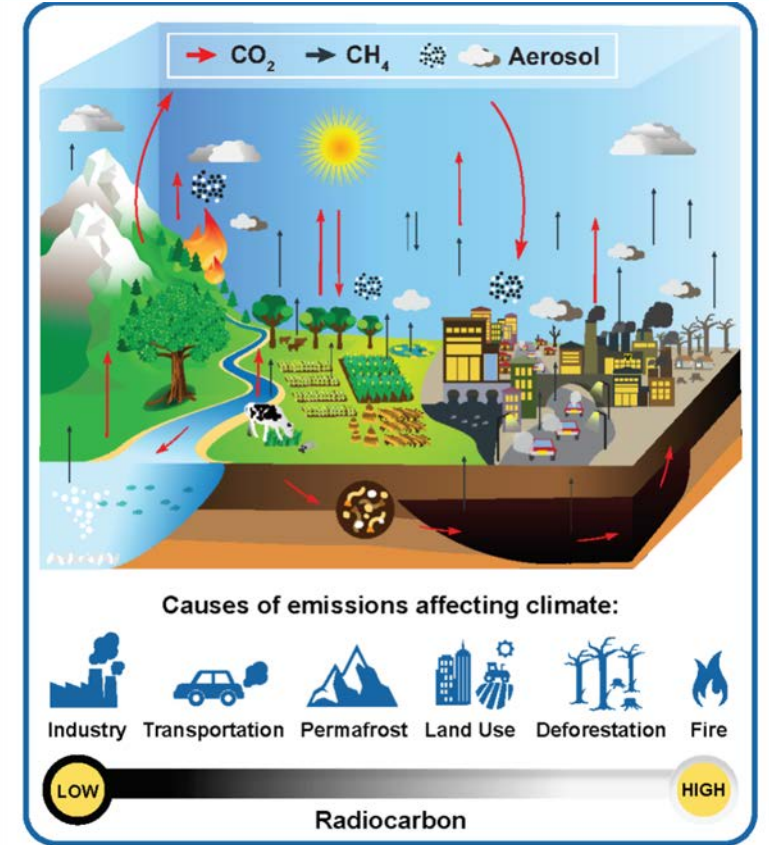 CO₂ CH₄ Aerosol
Causes of emissions affecting climate:
Industry Transportation Permafrost Land Use Deforestation Fire
LOW HIGH
Radiocarbon